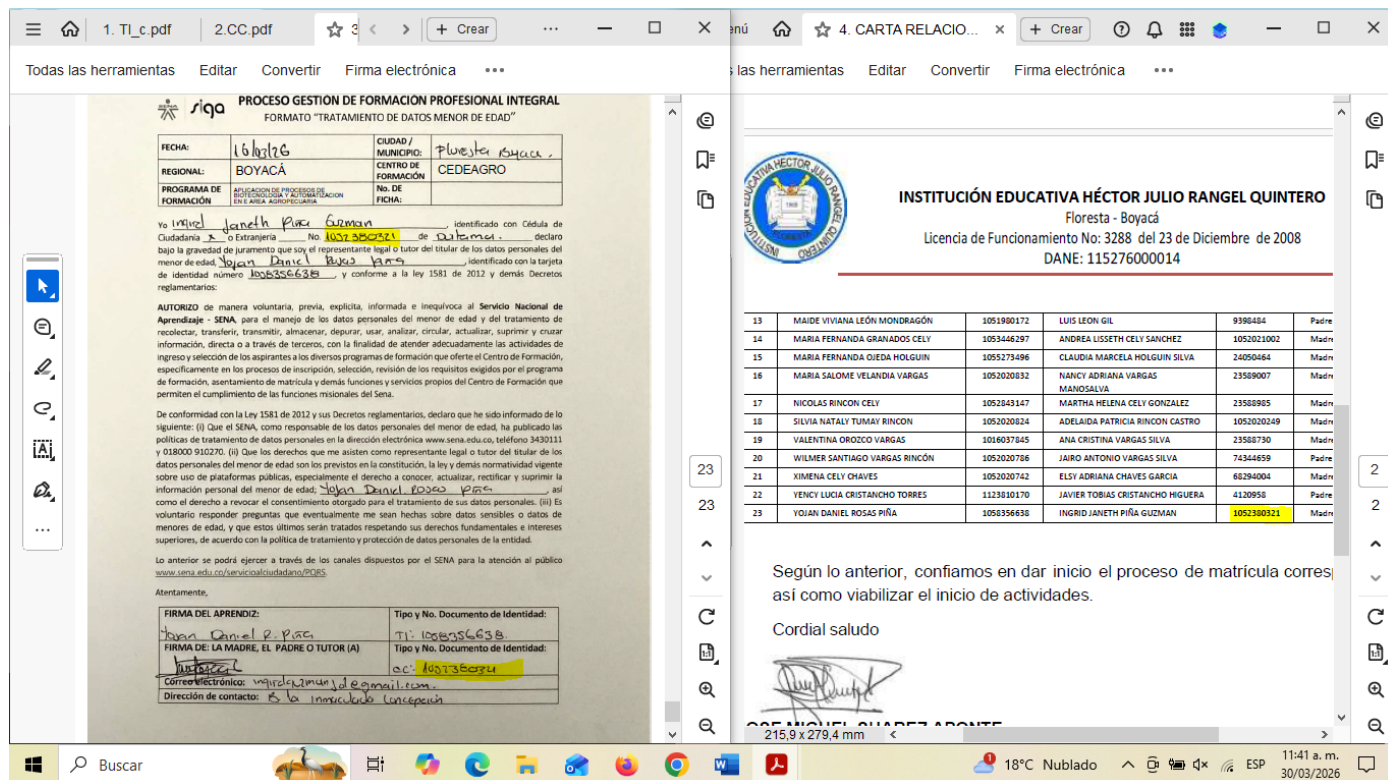 1. TI_c.pdf
2.CC.pdf
3
+ Crear
Todas las herramientas Editar Convertir Firma electrónica
siga
PROCESO GESTIÓN DE FORMACIÓN PROFESIONAL INTEGRAL
FORMATO "TRATAMIENTO DE DATOS MENOR DE EDAD"
FECHA: 16/03/26 CIUDAD / MUNICIPIO:
REGIONAL: BOYACÁ CENTRO DE FORMACIÓN CEDEAGRO
PROGRAMA DE FORMACIÓN APLICACION DE PROCESOS DE BIOTECNOLOGIA Y AUTOMATIZACION EN E AREA AGROPECUARIA No. DE FICHA:
Yo Ingrid Janeth Piña Guzman, identificado con Cédula de
Ciudadanía x o Extranjería No. 1052380321 de Duitama. declaro
bajo la gravedad de juramento que soy el representante legal o tutor del titular de los datos personales del
menor de edad, Yojan Daniel Rosas Piña, identificado con la tarjeta
de identidad número 1058356638, y conforme a la ley 1581 de 2012 y demás Decretos
reglamentarios:
AUTORIZO de manera voluntaria, previa, explícita, informada e inequívoca al Servicio Nacional de
Aprendizaje - SENA, para el manejo de los datos personales del menor de edad y del tratamiento de
recolectar, transferir, transmitir, almacenar, depurar, usar, analizar, circular, actualizar, suprimir y cruzar
información, directa o a través de terceros, con la finalidad de atender adecuadamente las actividades de
ingreso y selección de los aspirantes a los diversos programas de formación que oferte el Centro de Formación,
específicamente en los procesos de inscripción, selección, revisión de los requisitos exigidos por el programa
de formación, asentamiento de matrícula y demás funciones y servicios propios del Centro de Formación que
permiten el cumplimiento de las funciones misionales del Sena.
De conformidad con la Ley 1581 de 2012 y sus Decretos reglamentarios, declaro que he sido informado de lo
siguiente: (i) Que el SENA, como responsable de los datos personales del menor de edad, ha publicado las
políticas de tratamiento de datos personales en la dirección electrónica www.sena.edu.co, teléfono 3430111
y 018000 910270. (ii) Que los derechos que me asisten como representante legal o tutor del titular de los
datos personales del menor de edad son los previstos en la constitución, la ley y demás normatividad vigente
sobre uso de plataformas públicas, especialmente el derecho a conocer, actualizar, rectificar y suprimir la
información personal del menor de edad; Yojan Daniel Rosas Piña, así
como el derecho a revocar el consentimiento otorgado para el tratamiento de sus datos personales. (iii) Es
voluntario responder preguntas que eventualmente me sean hechas sobre datos sensibles o datos de
menores de edad, y que estos últimos serán tratados respetando sus derechos fundamentales e intereses
superiores, de acuerdo con la política de tratamiento y protección de datos personales de la entidad.
Lo anterior se podrá ejercer a través de los canales dispuestos por el SENA para la atención al público
www.sena.edu.co/servicioalciudadano/PQRS.
Atentamente,
FIRMA DEL APRENDIZ: Tipo y No. Documento de Identidad:
Yojan Daniel R. Piña TI: 1058356638.
FIRMA DE: LA MADRE, EL PADRE O TUTOR (A) Tipo y No. Documento de Identidad:
C.C:
Correo electrónico:
Dirección de contacto: B la Inmaculada Concepción
23
23
enú
4. CARTA RELACIO...
+ Crear
s las herramientas Editar Convertir Firma electrónica
INSTITUCIÓN EDUCATIVA HÉCTOR JULIO RANGEL QUINTERO
Floresta - Boyacá
Licencia de Funcionamiento No: 3288 del 23 de Diciembre de 2008
DANE: 115276000014
13 MAIDE VIVIANA LEÓN MONDRAGÓN 1051980172 LUIS LEON GIL 9398484 Padre
14 MARIA FERNANDA GRANADOS CELY 1053446297 ANDREA LISSETH CELY SANCHEZ 1052021002 Madre
15 MARIA FERNANDA OJEDA HOLGUIN 1055273496 CLAUDIA MARCELA HOLGUIN SILVA 24050464 Madre
16 MARIA SALOME VELANDIA VARGAS 1052020832 NANCY ADRIANA VARGAS MANOSALVA 23589007 Madre
17 NICOLAS RINCON CELY 1052843147 MARTHA HELENA CELY GONZALEZ 23588985 Madre
18 SILVIA NATALY TUMAY RINCON 1052020824 ADELAIDA PATRICIA RINCON CASTRO 1052020249 Madre
19 VALENTINA OROZCO VARGAS 1016037845 ANA CRISTINA VARGAS SILVA 23588730 Madre
20 WILMER SANTIAGO VARGAS RINCÓN 1052020786 JAIRO ANTONIO VARGAS SILVA 74344659 Padre
21 XIMENA CELY CHAVES 1052020742 ELSY ADRIANA CHAVES GARCIA 68294004 Madre
22 YENCY LUCIA CRISTANCHO TORRES 1123810170 JAVIER TOBIAS CRISTANCHO HIGUERA 4120958 Padre
23 YOJAN DANIEL ROSAS PIÑA 1058356638 INGRID JANETH PIÑA GUZMAN 1052380321 Madre
Según lo anterior, confiamos en dar inicio el proceso de matrícula corresp
así como viabilizar el inicio de actividades.
Cordial saludo
OSE MIGUEL SUAREZ APONTE
215,9 x 279,4 mm
2
2
Buscar
18°C Nublado
ESP
11:41 a. m.
30/03/2026